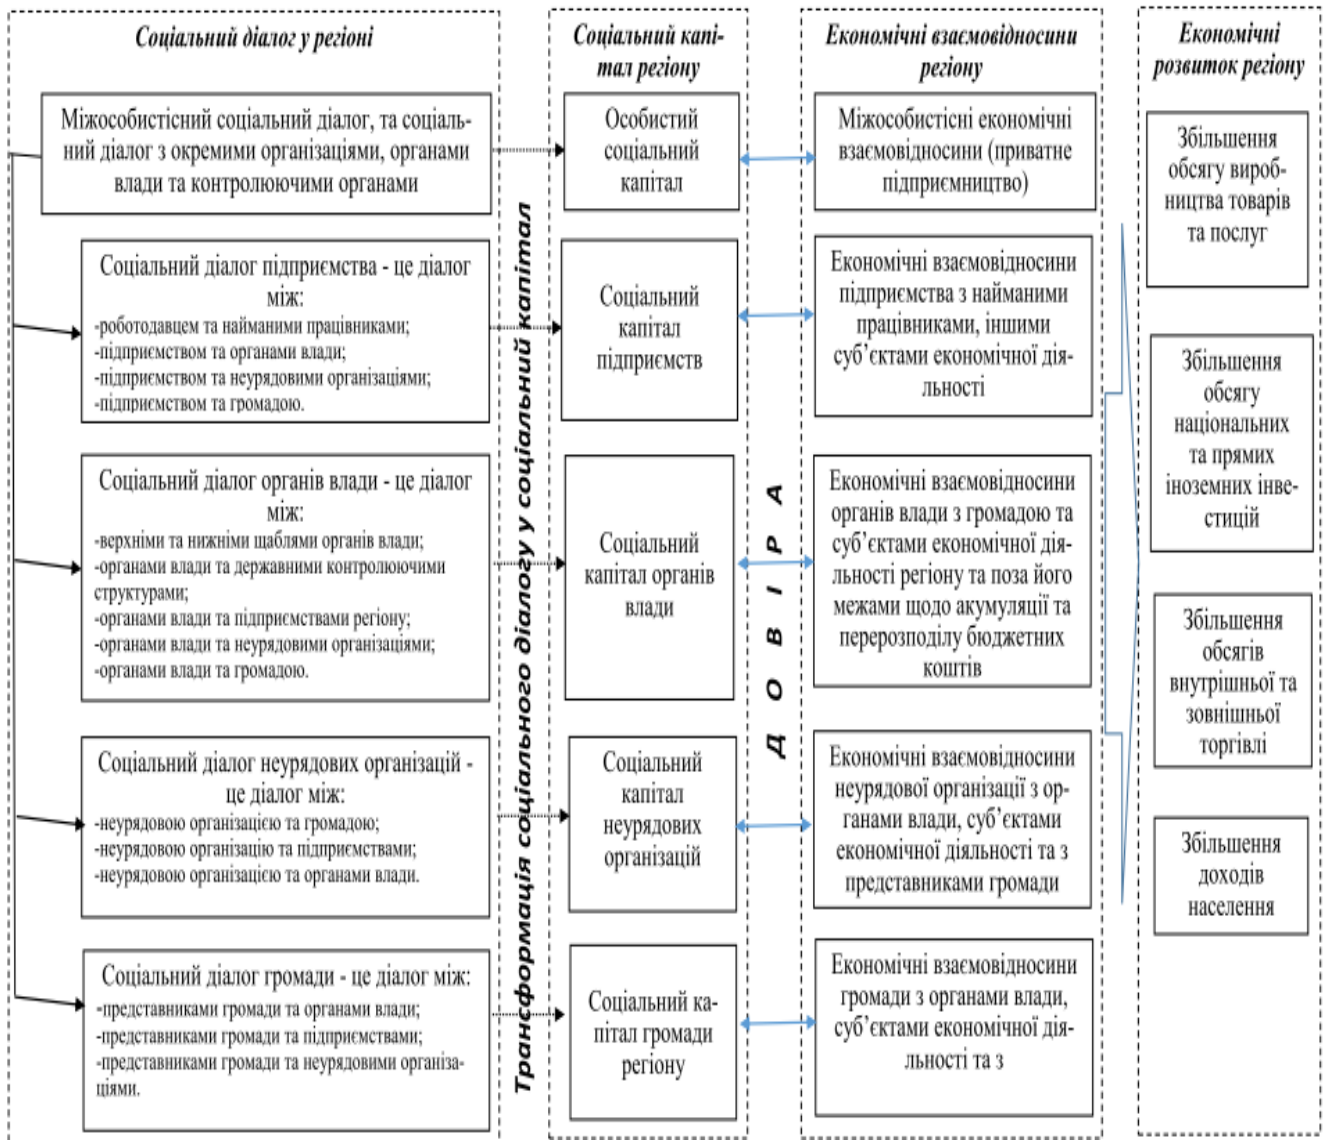 Соціальний діалог у регіоні
Міжособистісний соціальний діалог, та соціаль-
ний діалог з окремими організаціями, органами
влади та контролюючими органами
Соціальний діалог підприємства - це діалог
між:
-роботодавцем та найманими працівниками;
-підприємством та органами влади;
-підприємством та неурядовими організаціями;
-підприємством та громадою.
Соціальний діалог органів влади - це діалог
між:
-верхніми та нижніми щаблями органів влади;
-органами влади та державними контролюючими
структурами;
-органами влади та підприємствами регіону;
-органами влади та неурядовими організаціями;
-органами влади та громадою.
Соціальний діалог неурядових організацій -
це діалог між:
-неурядовою організацією та громадою;
-неурядовою організацію та підприємствами;
-неурядовою організацією та органами влади.
Соціальний діалог громади - це діалог між:
-представниками громади та органами влади;
-представниками громади та підприємствами;
-представниками громади та неурядовими організа-
ціями.
Трансформація соціального діалогу у соціальний капітал
Соціальний капі-
тал регіону
Особистий
соціальний
капітал
Соціальний
капітал
підприємств
Соціальний
капітал органів
влади
Соціальний
капітал
неурядових
організацій
Соціальний ка-
пітал громади
регіону
Д О В І Р А
Економічні взаємовідносини
регіону
Міжособистісні економічні
взаємовідносини (приватне
підприємництво)
Економічні взаємовідносини
підприємства з найманими
працівниками, іншими
суб’єктами економічної дія-
льності
Економічні взаємовідносини
органів влади з громадою та
суб’єктами економічної дія-
льності регіону та поза його
межами щодо акумуляції та
перерозподілу бюджетних
коштів
Економічні взаємовідносини
неурядової організації з ор-
ганами влади, суб’єктами
економічної діяльності та з
представниками громади
Економічні взаємовідносини
громади з органами влади,
суб’єктами економічної дія-
льності та з
Економічні
розвиток регіону
Збільшення
обсягу вироб-
ництва товарів
та послуг
Збільшення
обсягу
національних
та прямих
іноземних інве-
стицій
Збільшення
обсягів
внутрішньої та
зовнішньої
торгівлі
Збільшення
доходів
населення